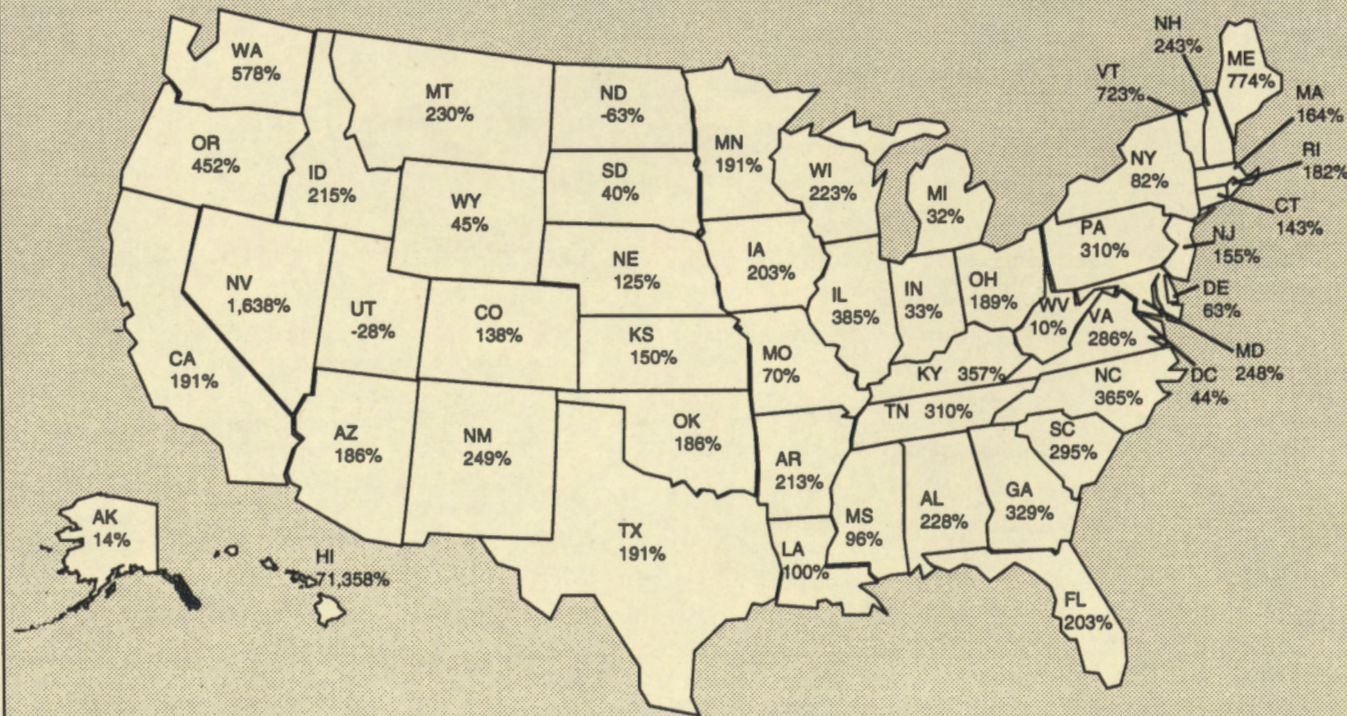 WA
578%
OR
452%
ID
215%
MT
230%
WY
45%
ND
-63%
SD
40%
NE
125%
KS
150%
MN
191%
IA
203%
MO
70%
WI
223%
MI
32%
IL
385%
IN
33%
OH
189%
NV
1,638%
UT
-28%
CO
138%
CA
191%
AZ
186%
NM
249%
OK
186%
TX
191%
AR
213%
LA
100%
MS
96%
AL
228%
GA
329%
FL
203%
SC
295%
NC
365%
TN 310%
KY 357%
WV
10%
VA
286%
PA
310%
NY
82%
VT
723%
NH
243%
ME
774%
MA
164%
RI
182%
CT
143%
NJ
155%
DE
63%
MD
248%
DC
44%
AK
14%
HI
71,358%